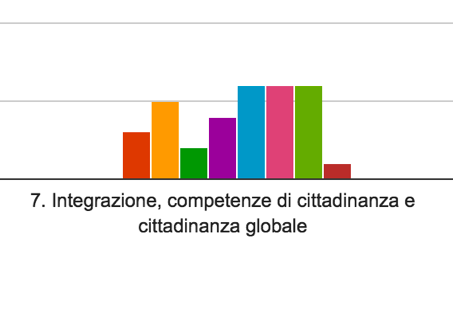 7. Integrazione, competenze di cittadinanza e
cittadinanza globale